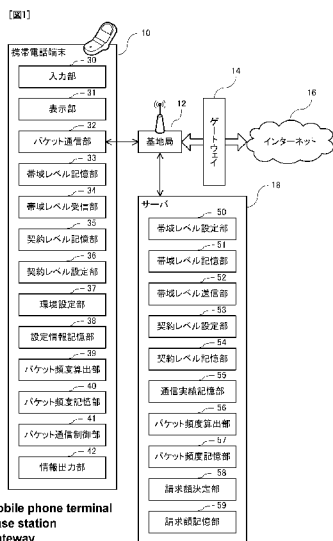 [図1]
10
携帯電話端末
30
入力部
31
表示部
32
パケット通信部
33
帯域レベル記憶部
34
帯域レベル受信部
35
契約レベル記憶部
36
契約レベル設定部
37
環境設定部
38
設定情報記憶部
39
パケット頻度算出部
40
パケット頻度記憶部
41
パケット通信制御部
42
情報出力部
12
基地局
14
ゲートウェイ
16
インターネット
18
サーバ
50
帯域レベル設定部
51
帯域レベル記憶部
52
帯域レベル送信部
53
契約レベル設定部
54
契約レベル記憶部
55
通信実績記憶部
56
パケット頻度算出部
57
パケット頻度記憶部
58
請求額決定部
59
請求額記憶部
obile phone terminal
se station